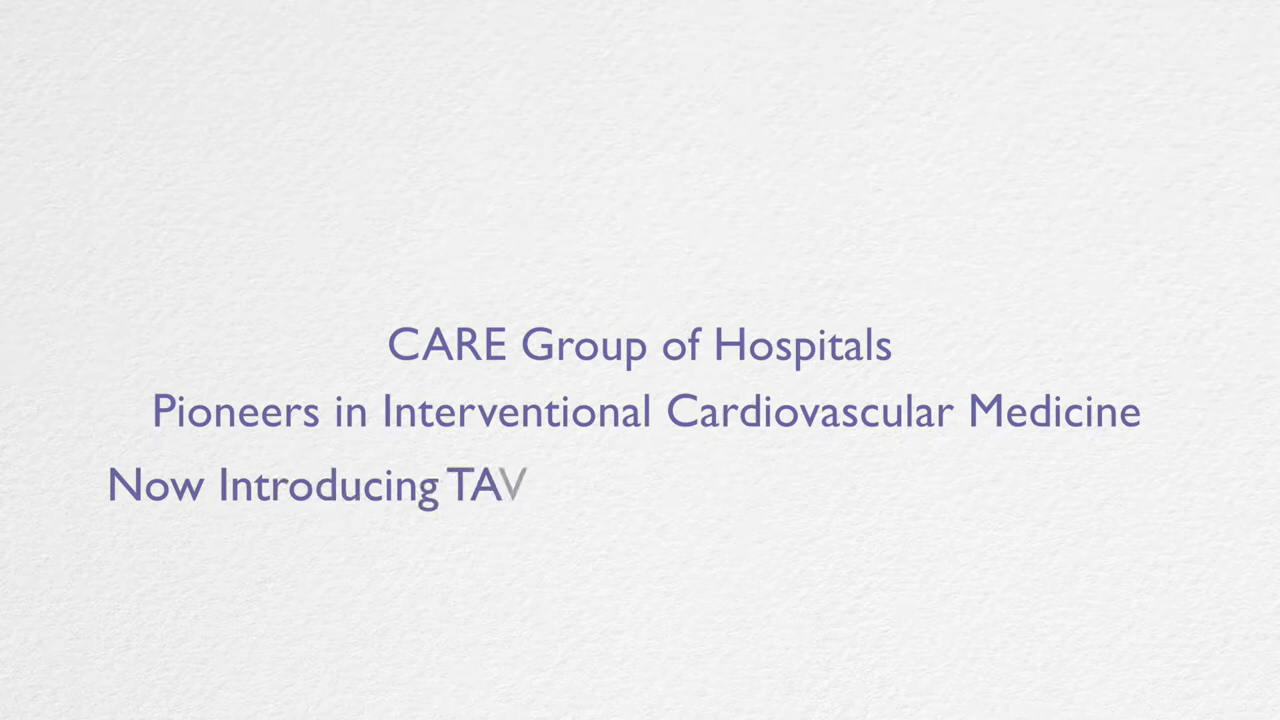 CARE Group of Hospitals
Pioneers in Interventional Cardiovascular Medicine
Now Introducing TAV